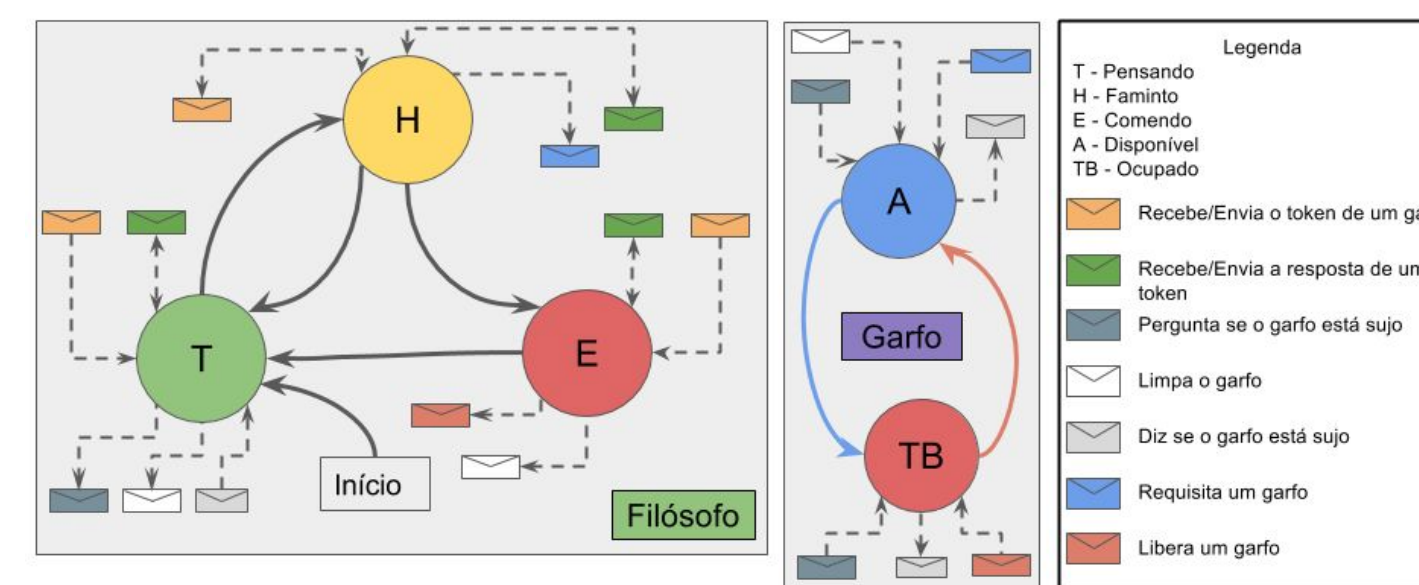 H
T
E
Início
Filósofo
A
Garfo
TB
Legenda
T - Pensando
H - Faminto
E - Comendo
A - Disponível
TB - Ocupado
Recebe/Envia o token de um
Recebe/Envia a resposta de
token
Pergunta se o garfo está sujo
Limpa o garfo
Diz se o garfo está sujo
Requisita um garfo
Libera um garfo